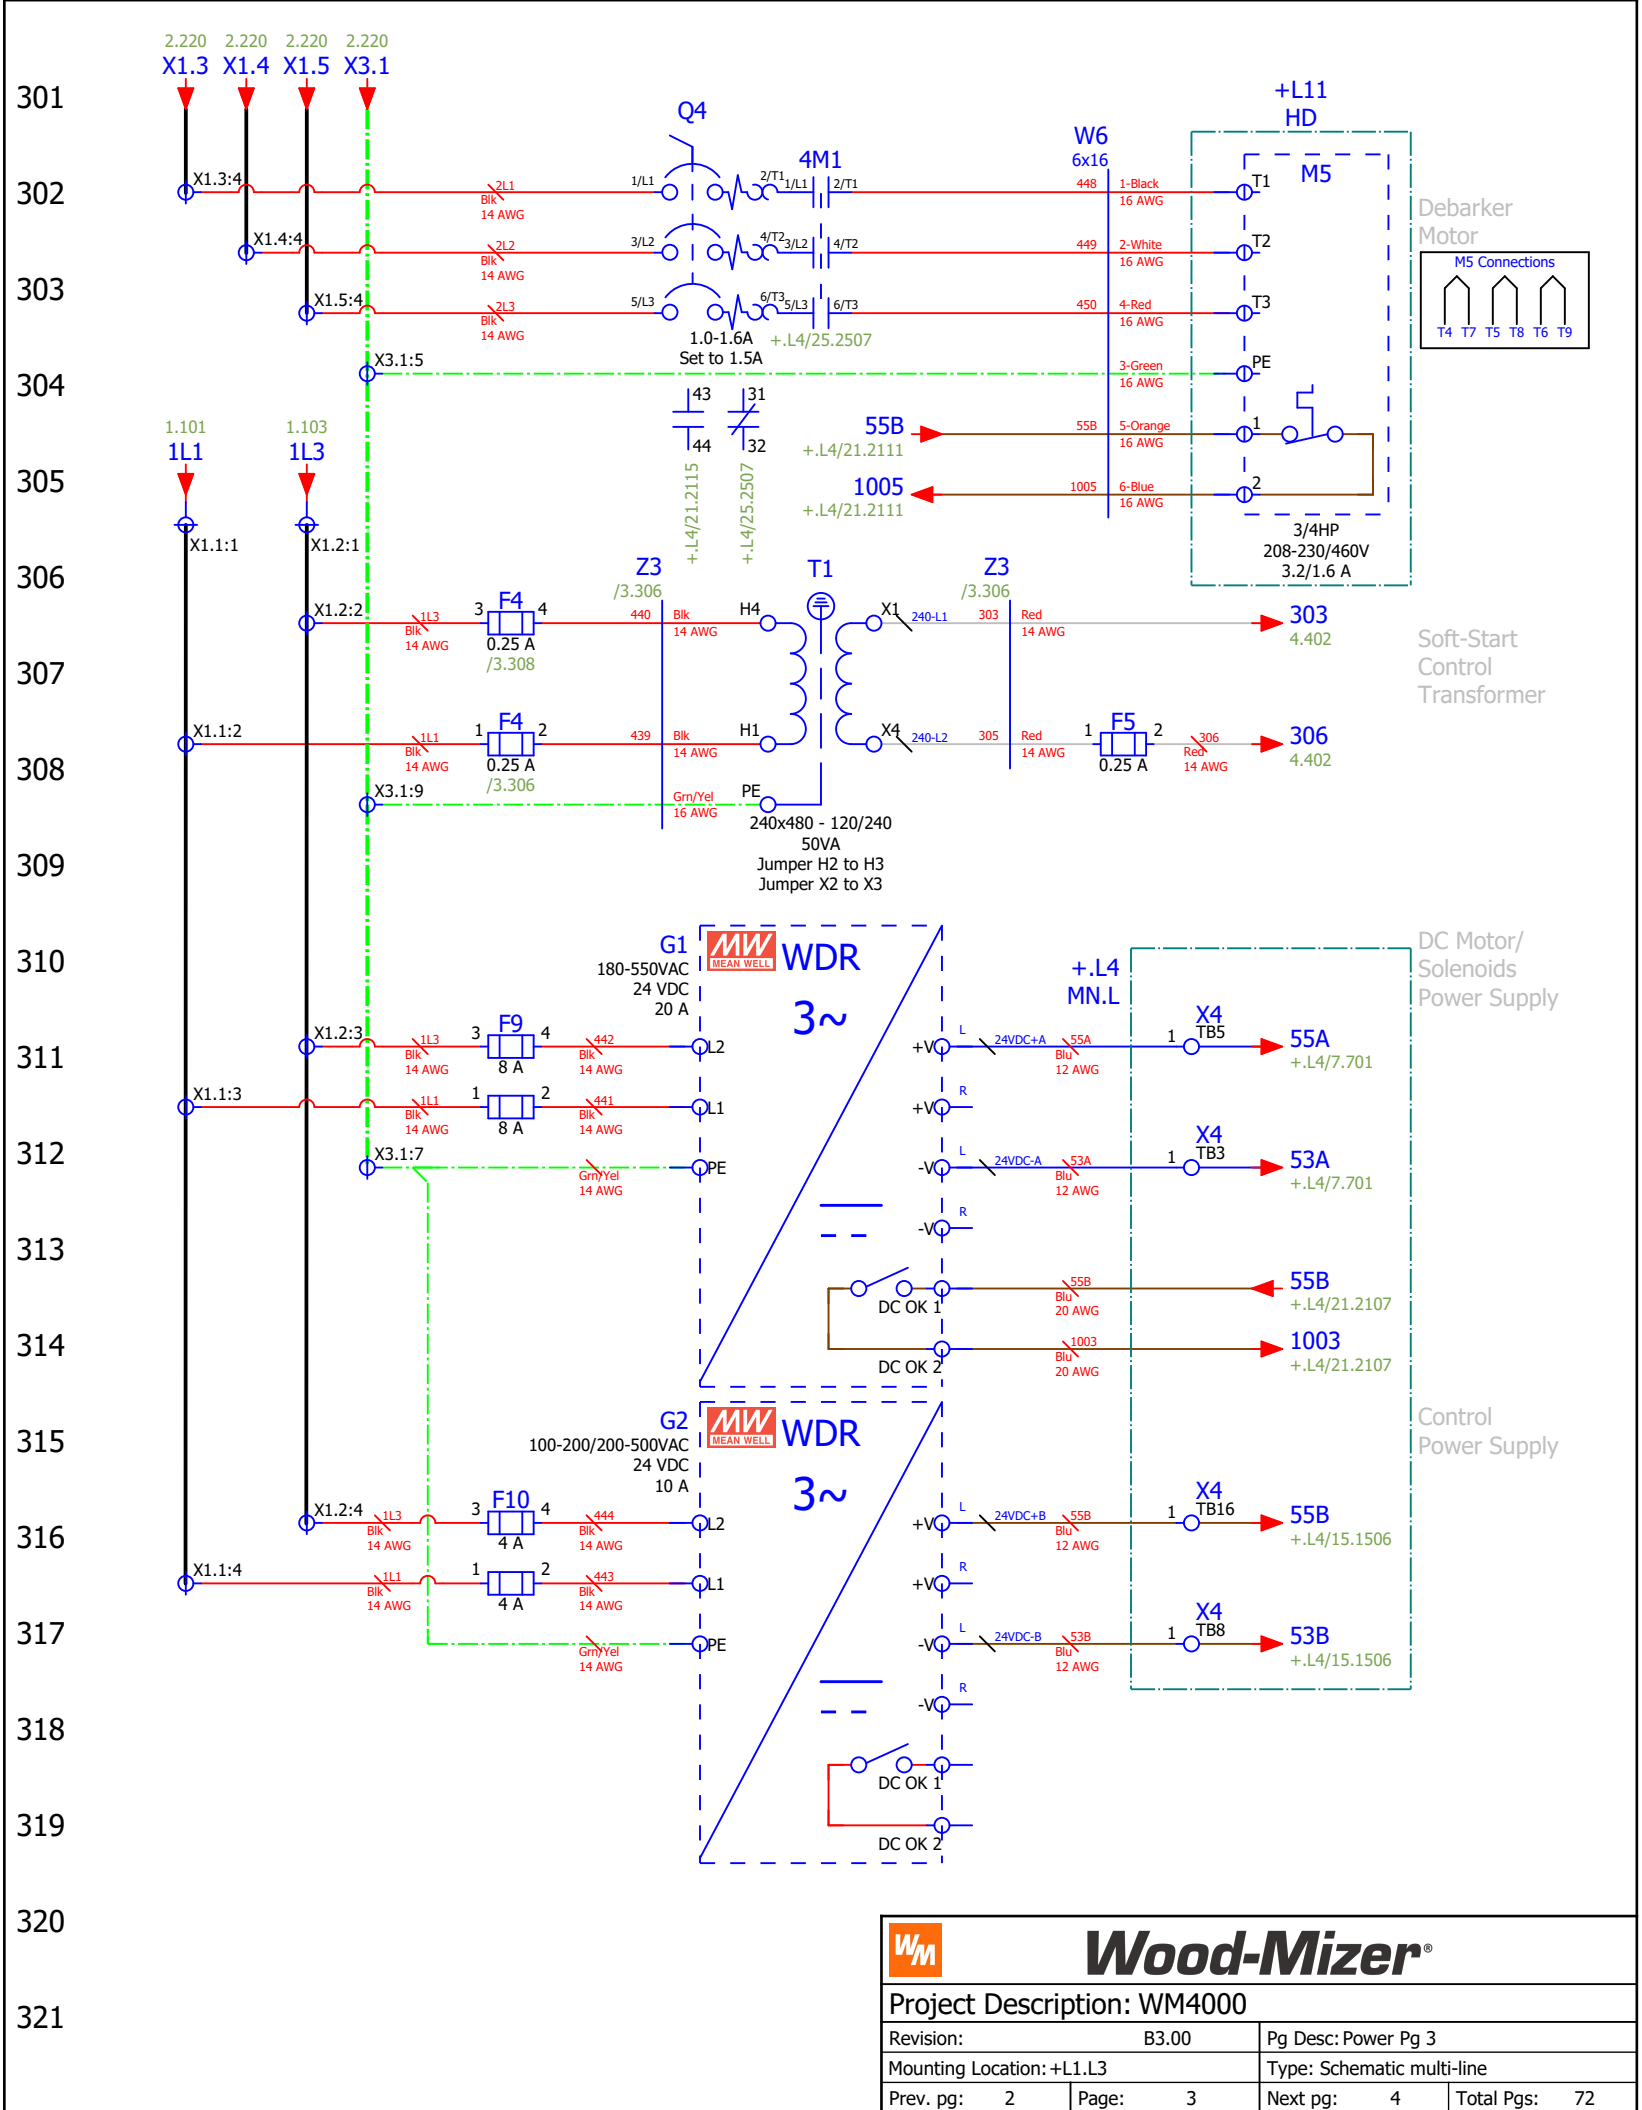 2.220 2.220 2.220 2.220
X1.3 X1.4 X1.5 X3.1
301
Q4
+L11
HD
W6
6x16
4M1
M5
302
X1.3:4
2L1
Blk
14 AWG
1/L1
2/T1
1/L1
2/T1
448
1-Black
16 AWG
T1
Debarker
Motor
X1.4:4
2L2
Blk
14 AWG
3/L2
4/T2
3/L2
4/T2
449
2-White
16 AWG
T2
M5 Connections
T4 T7 T5 T8 T6 T9
303
X1.5:4
2L3
Blk
14 AWG
5/L3
6/T3
5/L3
6/T3
450
4-Red
16 AWG
T3
1.0-1.6A
Set to 1.5A
+.L4/25.2507
304
X3.1:5
3-Green
16 AWG
PE
43
44
31
32
+.L4/21.2115
+.L4/25.2507
55B
+.L4/21.2111
55B
5-Orange
16 AWG
1
1.101
1L1
1.103
1L3
305
1005
+.L4/21.2111
1005
6-Blue
16 AWG
2
3/4HP
208-230/460V
3.2/1.6 A
X1.1:1
X1.2:1
306
Z3
/3.306
T1
Z3
/3.306
X1.2:2
1L3
Blk
14 AWG
3
F4
4
0.25 A
/3.308
440
Blk
14 AWG
H4
X1
240-L1
303
Red
14 AWG
303
4.402
Soft-Start
Control
Transformer
307
X1.1:2
1L1
Blk
14 AWG
1
F4
2
0.25 A
/3.306
439
Blk
14 AWG
H1
X4
240-L2
305
Red
14 AWG
1
F5
2
0.25 A
306
Red
14 AWG
306
4.402
308
X3.1:9
Grn/Yel
16 AWG
PE
240x480 - 120/240
50VA
Jumper H2 to H3
Jumper X2 to X3
309
310
G1
180-550VAC
24 VDC
20 A
MW
MEAN WELL
WDR
3~
+.L4
MN.L
DC Motor/
Solenoids
Power Supply
311
X1.2:3
1L3
Blk
14 AWG
3
F9
4
8 A
442
Blk
14 AWG
L2
+V
L
24VDC+A
55A
Blu
12 AWG
1
X4
TB5
55A
+.L4/7.701
X1.1:3
1L1
Blk
14 AWG
1
2
8 A
441
Blk
14 AWG
L1
+V
R
312
X3.1:7
Grn/Yel
14 AWG
PE
-V
L
24VDC-A
53A
Blu
12 AWG
1
X4
TB3
53A
+.L4/7.701
313
-V
R
DC OK 1
55B
Blu
20 AWG
55B
+.L4/21.2107
314
DC OK 2
1003
Blu
20 AWG
1003
+.L4/21.2107
315
G2
100-200/200-500VAC
24 VDC
10 A
MW
MEAN WELL
WDR
3~
Control
Power Supply
316
X1.2:4
1L3
Blk
14 AWG
3
F10
4
4 A
444
Blk
14 AWG
L2
+V
L
24VDC+B
55B
Blu
12 AWG
1
X4
TB16
55B
+.L4/15.1506
X1.1:4
1L1
Blk
14 AWG
1
2
4 A
443
Blk
14 AWG
L1
+V
R
317
Grn/Yel
14 AWG
PE
-V
L
24VDC-B
53B
Blu
12 AWG
1
X4
TB8
53B
+.L4/15.1506
318
-V
R
DC OK 1
319
DC OK 2
320
321
WM
Wood-Mizer®
Project Description: WM4000
Revision: B3.00
Pg Desc: Power Pg 3
Mounting Location: +L1.L3
Type: Schematic multi-line
Prev. pg: 2
Page: 3
Next pg: 4
Total Pgs: 72